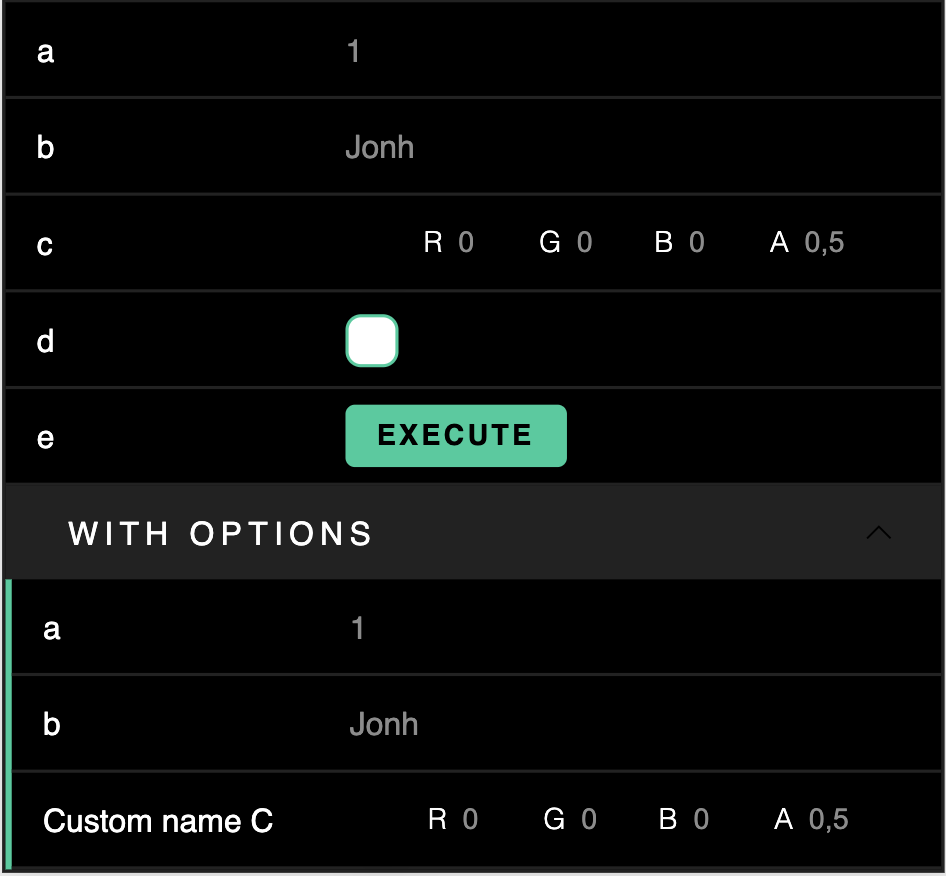 a 1
b Jonh
c R 0 G 0 B 0 A 0,5
d
e EXECUTE
WITH OPTIONS
a 1
b Jonh
Custom name C R 0 G 0 B 0 A 0,5